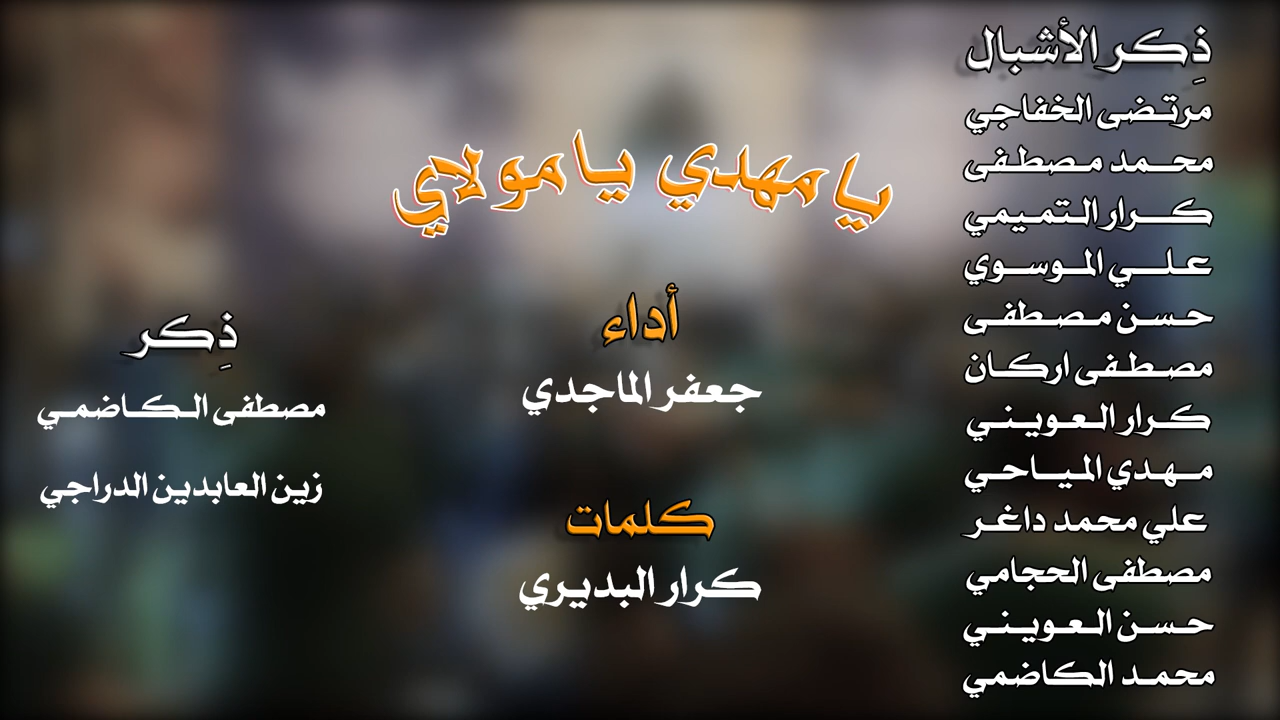 يا مهدي يا مولاي
ذِكر الأشبال
مرتضى الخفاجي
محمد مصطفى
كرار التميمي
علي الموسوي
حسن مصطفى
مصطفى اركان
كرار العويني
مهدي المياحي
علي محمد داغر
مصطفى الحجامي
حسن العويني
محمد الكاضمي
أداء
جعفر الماجدي
كلمات
كرار البديري
ذِكر
مصطفى الكاضمي
زين العابدين الدراجي